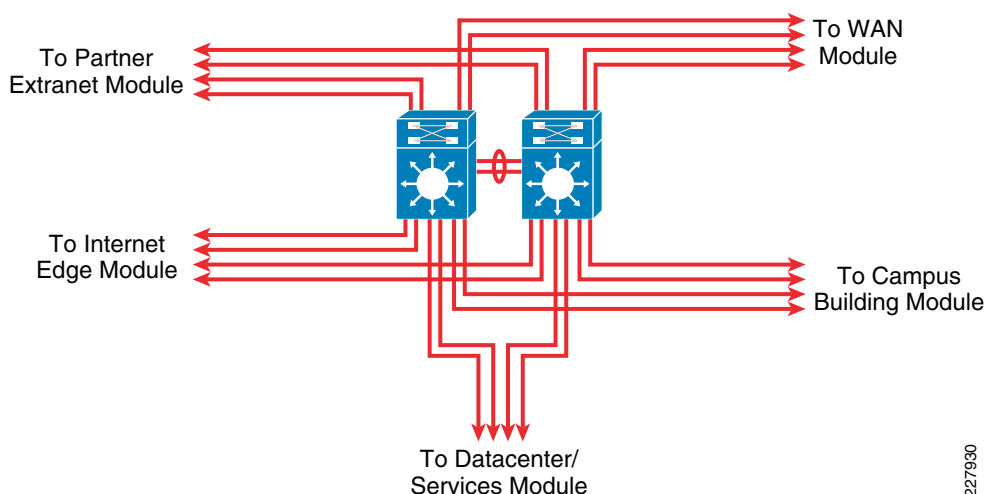 To Partner
Extranet Module
To WAN
Module
To Internet
Edge Module
To Campus
Building Module
To Datacenter/
Services Module
227930